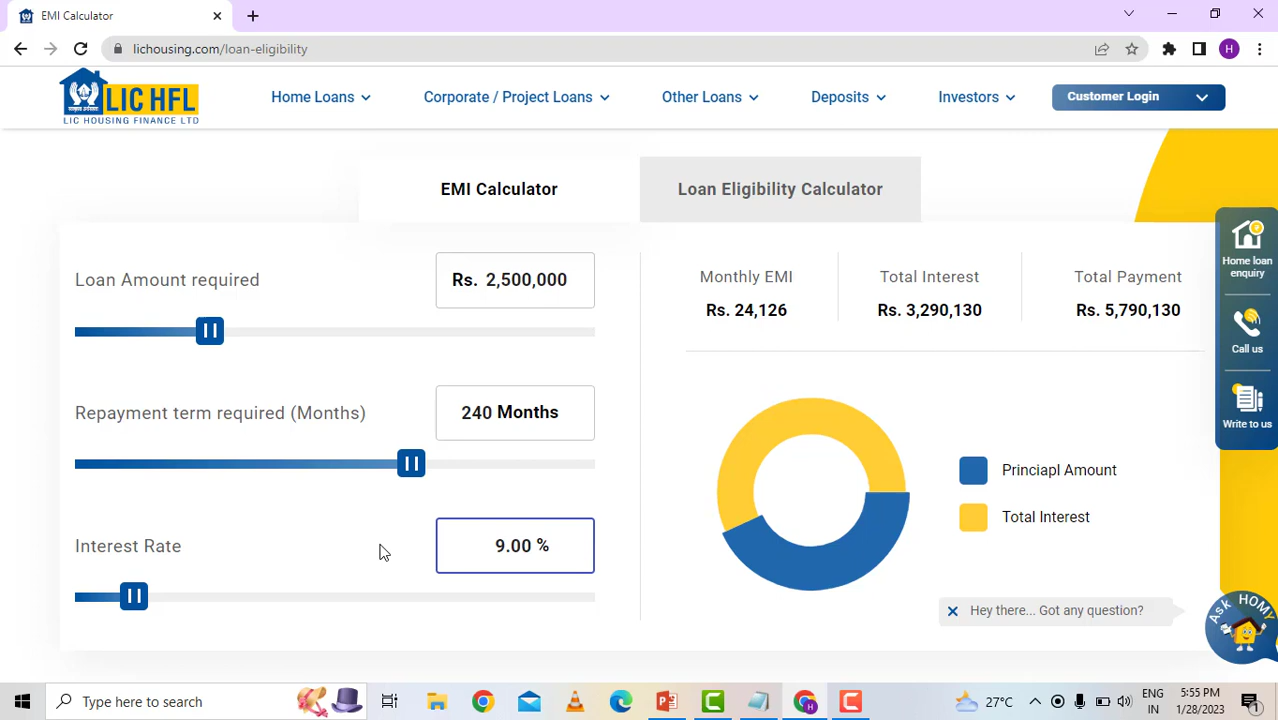 EMI Calculator
lichousing.com/loan-eligibility
H
LIC HFL
LIC HOUSING FINANCE LTD
Home Loans
Corporate / Project Loans
Other Loans
Deposits
Investors
Customer Login
EMI Calculator
Loan Eligibility Calculator
Loan Amount required
Rs. 2,500,000
Repayment term required (Months)
240 Months
Interest Rate
9.00 %
Monthly EMI
Rs. 24,126
Total Interest
Rs. 3,290,130
Total Payment
Rs. 5,790,130
Princiapl Amount
Total Interest
Home loan
enquiry
Call us
Write to us
Hey there... Got any question?
Ask HOMY
Type here to search
27°C
ENG
IN
5:55 PM
1/28/2023